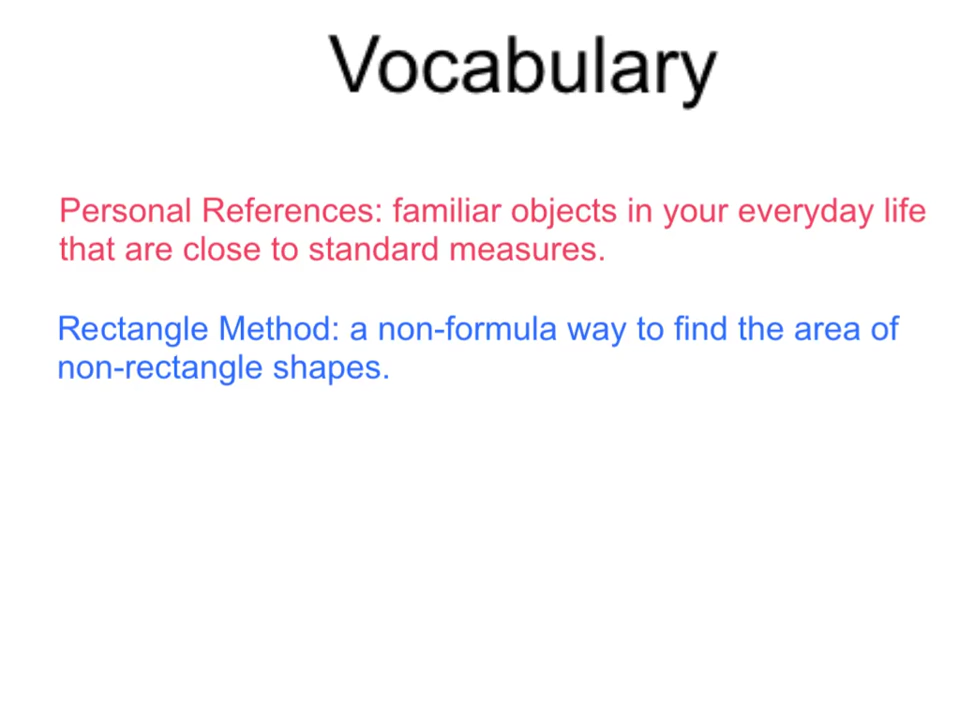 Vocabulary
Personal References: familiar objects in your everyday life
that are close to standard measures.
Rectangle Method: a non-formula way to find the area of
non-rectangle shapes.